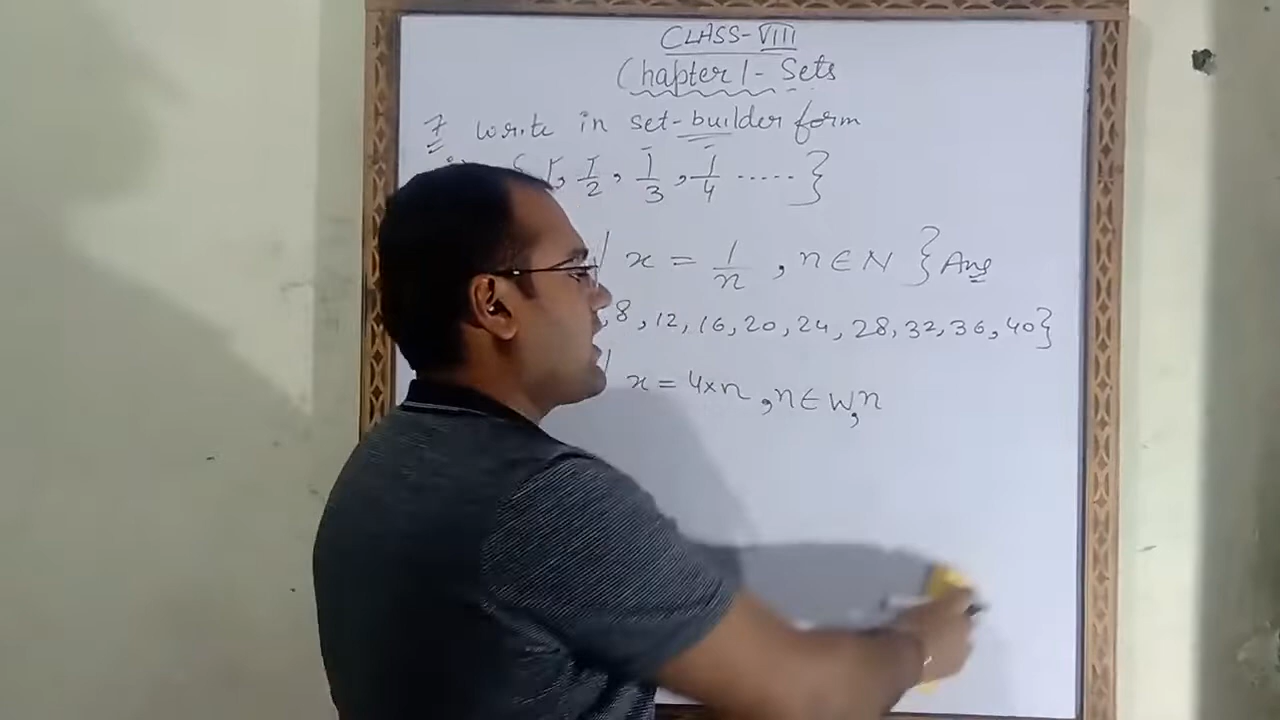 CLASS-VIII
Chapter 1 - Sets
7 write in set-builder form
1/2, 1/3, 1/4 ..... }
/ x = 1/n , n ∈ N } Ans
, 8, 12, 16, 20, 24, 28, 32, 36, 40}
/ x = 4×n , n ∈ W, n